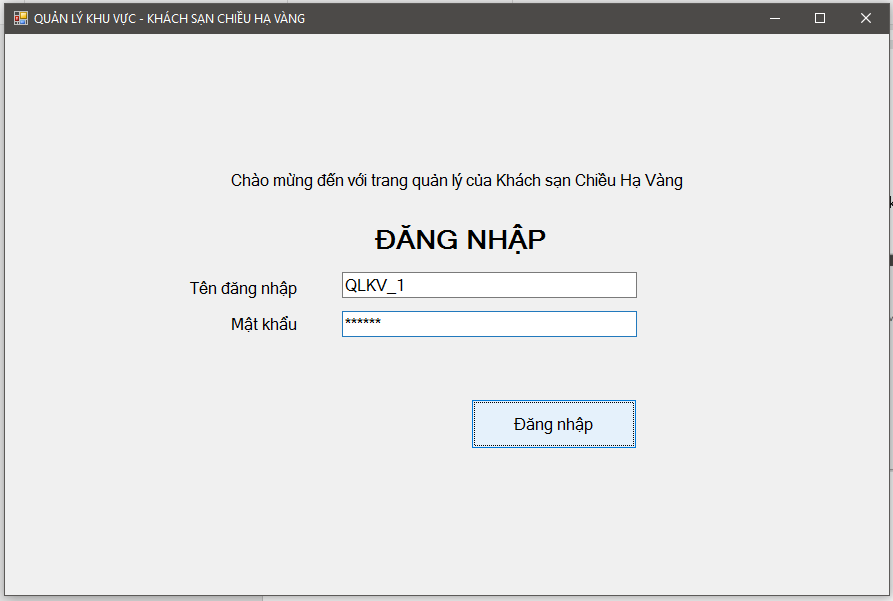 QUẢN LÝ KHU VỰC - KHÁCH SẠN CHIỀU HẠ VÀNG
Chào mừng đến với trang quản lý của Khách sạn Chiều Hạ Vàng
ĐĂNG NHẬP
Tên đăng nhập QLKV_1
Mật khẩu ******
Đăng nhập